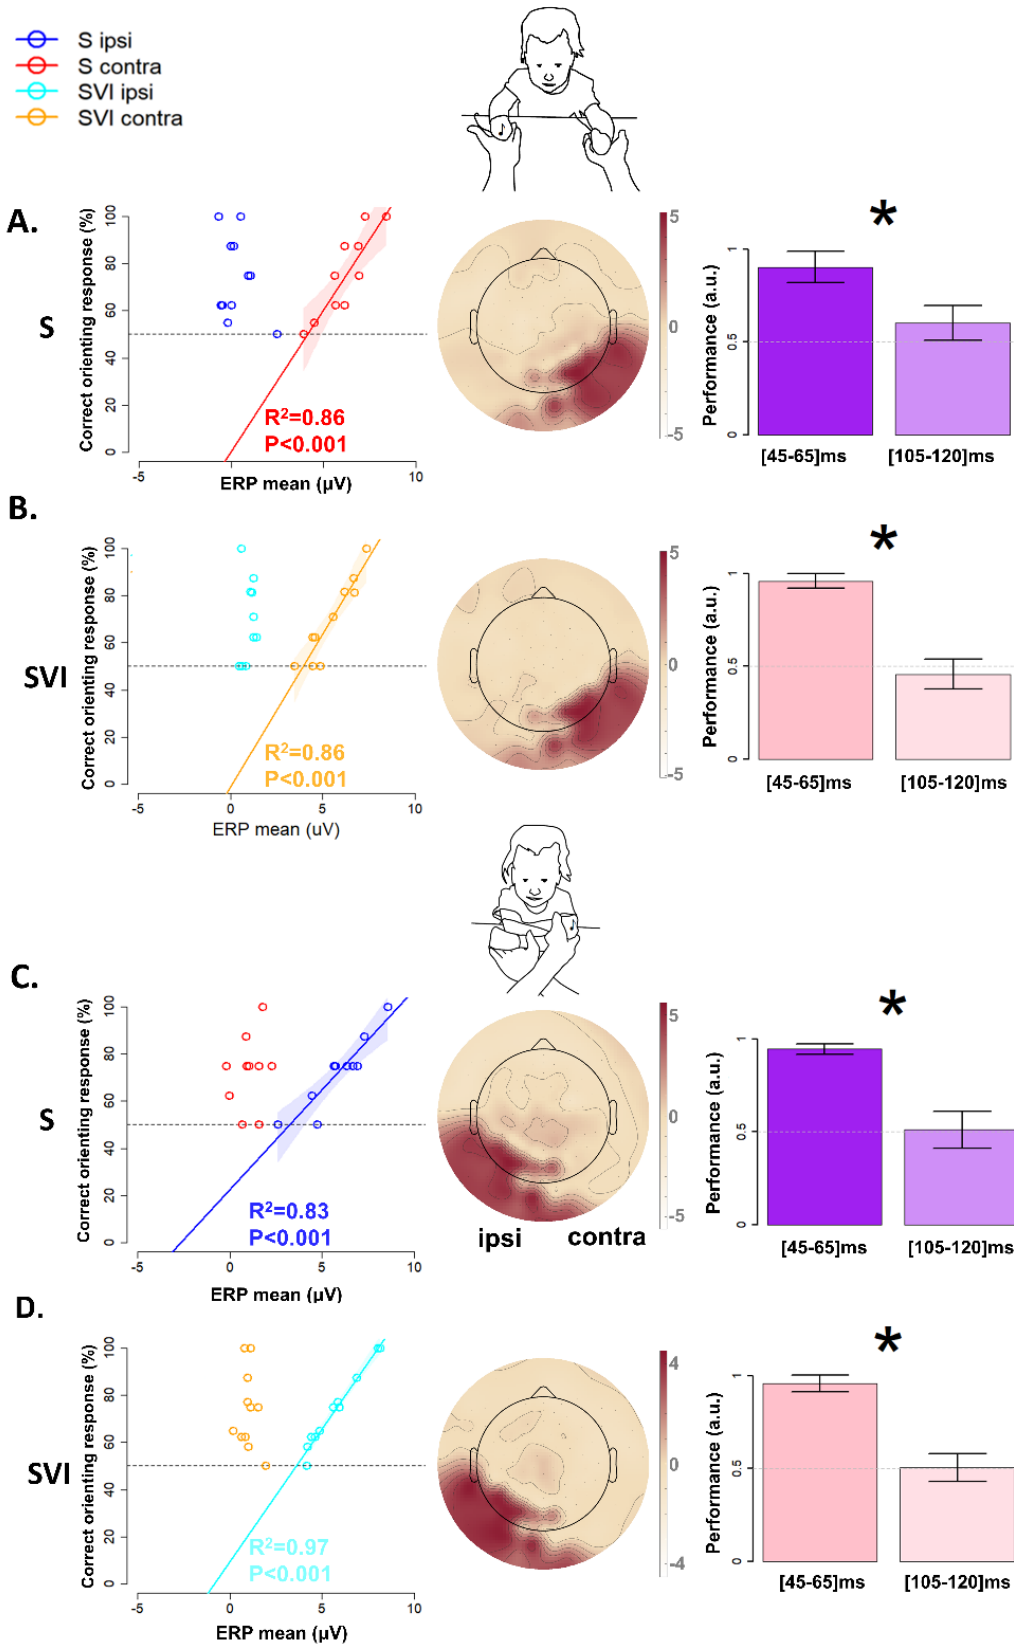 S ipsi
S contra
SVI ipsi
SVI contra
A.
S
Correct orienting response (%)
100
80
60
40
20
0
R²=0.86
P<0.001
-5
0
5
10
ERP mean (µV)
5
0
-5
*
Performance (a.u.)
1
0.5
0
[45-65]ms
[105-120]ms
B.
SVI
Correct orienting response (%)
100
80
60
40
20
0
R²=0.86
P<0.001
-5
0
5
10
ERP mean (uV)
5
0
-5
*
Performance (a.u.)
1
0.5
0
[45-65]ms
[105-120]ms
C.
S
Correct orienting response (%)
100
80
60
40
20
0
R²=0.83
P<0.001
-5
0
5
10
ERP mean (µV)
5
0
-5
ipsi contra
*
Performance (a.u.)
1
0.5
0
[45-65]ms
[105-120]ms
D.
SVI
Correct orienting response (%)
100
80
60
40
20
0
R²=0.97
P<0.001
-5
0
5
10
ERP mean (µV)
4
0
-4
*
Performance (a.u.)
1
0.5
0
[45-65]ms
[105-120]ms